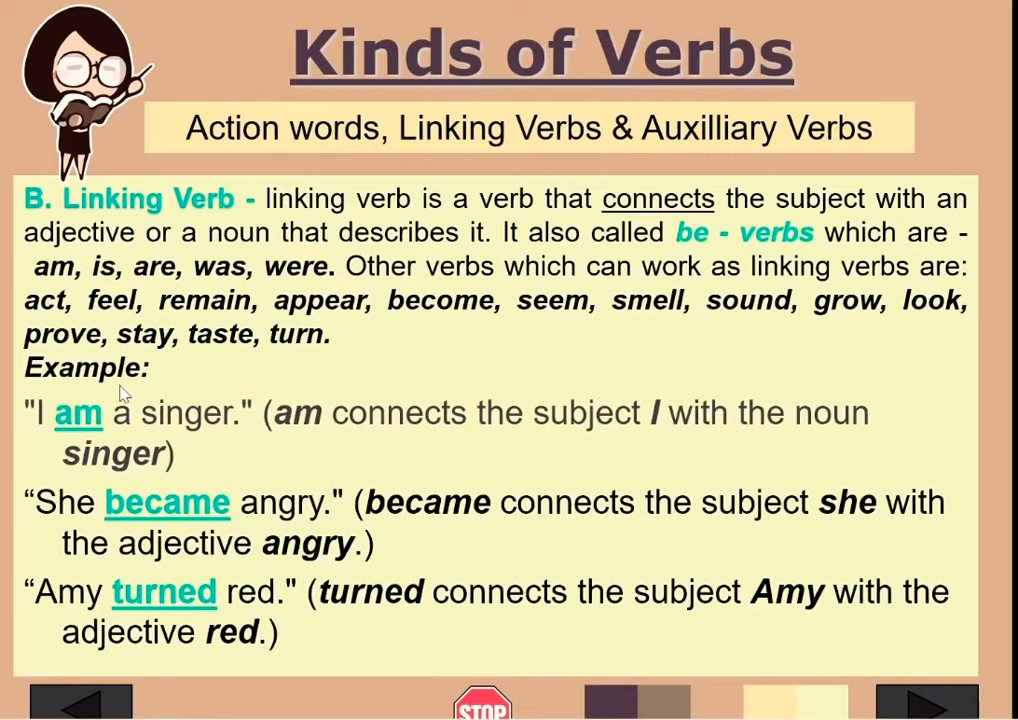 Kinds of Verbs
Action words, Linking Verbs & Auxilliary Verbs
B. Linking Verb - linking verb is a verb that connects the subject with an
adjective or a noun that describes it. It also called be - verbs which are -
am, is, are, was, were. Other verbs which can work as linking verbs are:
act, feel, remain, appear, become, seem, smell, sound, grow, look,
prove, stay, taste, turn.
Example:
"I am a singer." (am connects the subject I with the noun
singer)
“She became angry." (became connects the subject she with
the adjective angry.)
“Amy turned red." (turned connects the subject Amy with the
adjective red.)
STOP